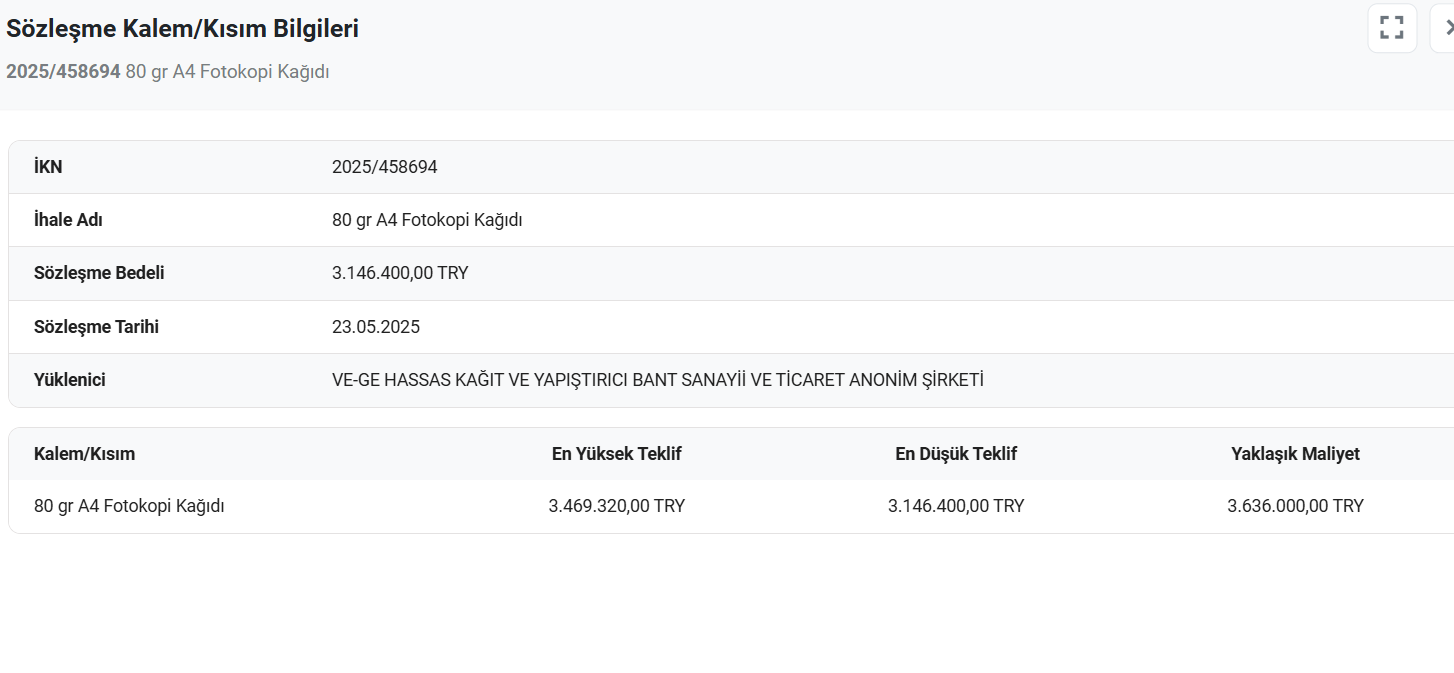 Sözleşme Kalem/Kısım Bilgileri
2025/458694 80 gr A4 Fotokopi Kağıdı
İKN 2025/458694
İhale Adı 80 gr A4 Fotokopi Kağıdı
Sözleşme Bedeli 3.146.400,00 TRY
Sözleşme Tarihi 23.05.2025
Yüklenici VE-GE HASSAS KAĞIT VE YAPIŞTIRICI BANT SANAYİİ VE TİCARET ANONİM ŞİRKETİ
Kalem/Kısım En Yüksek Teklif En Düşük Teklif Yaklaşık Maliyet
80 gr A4 Fotokopi Kağıdı 3.469.320,00 TRY 3.146.400,00 TRY 3.636.000,00 TRY